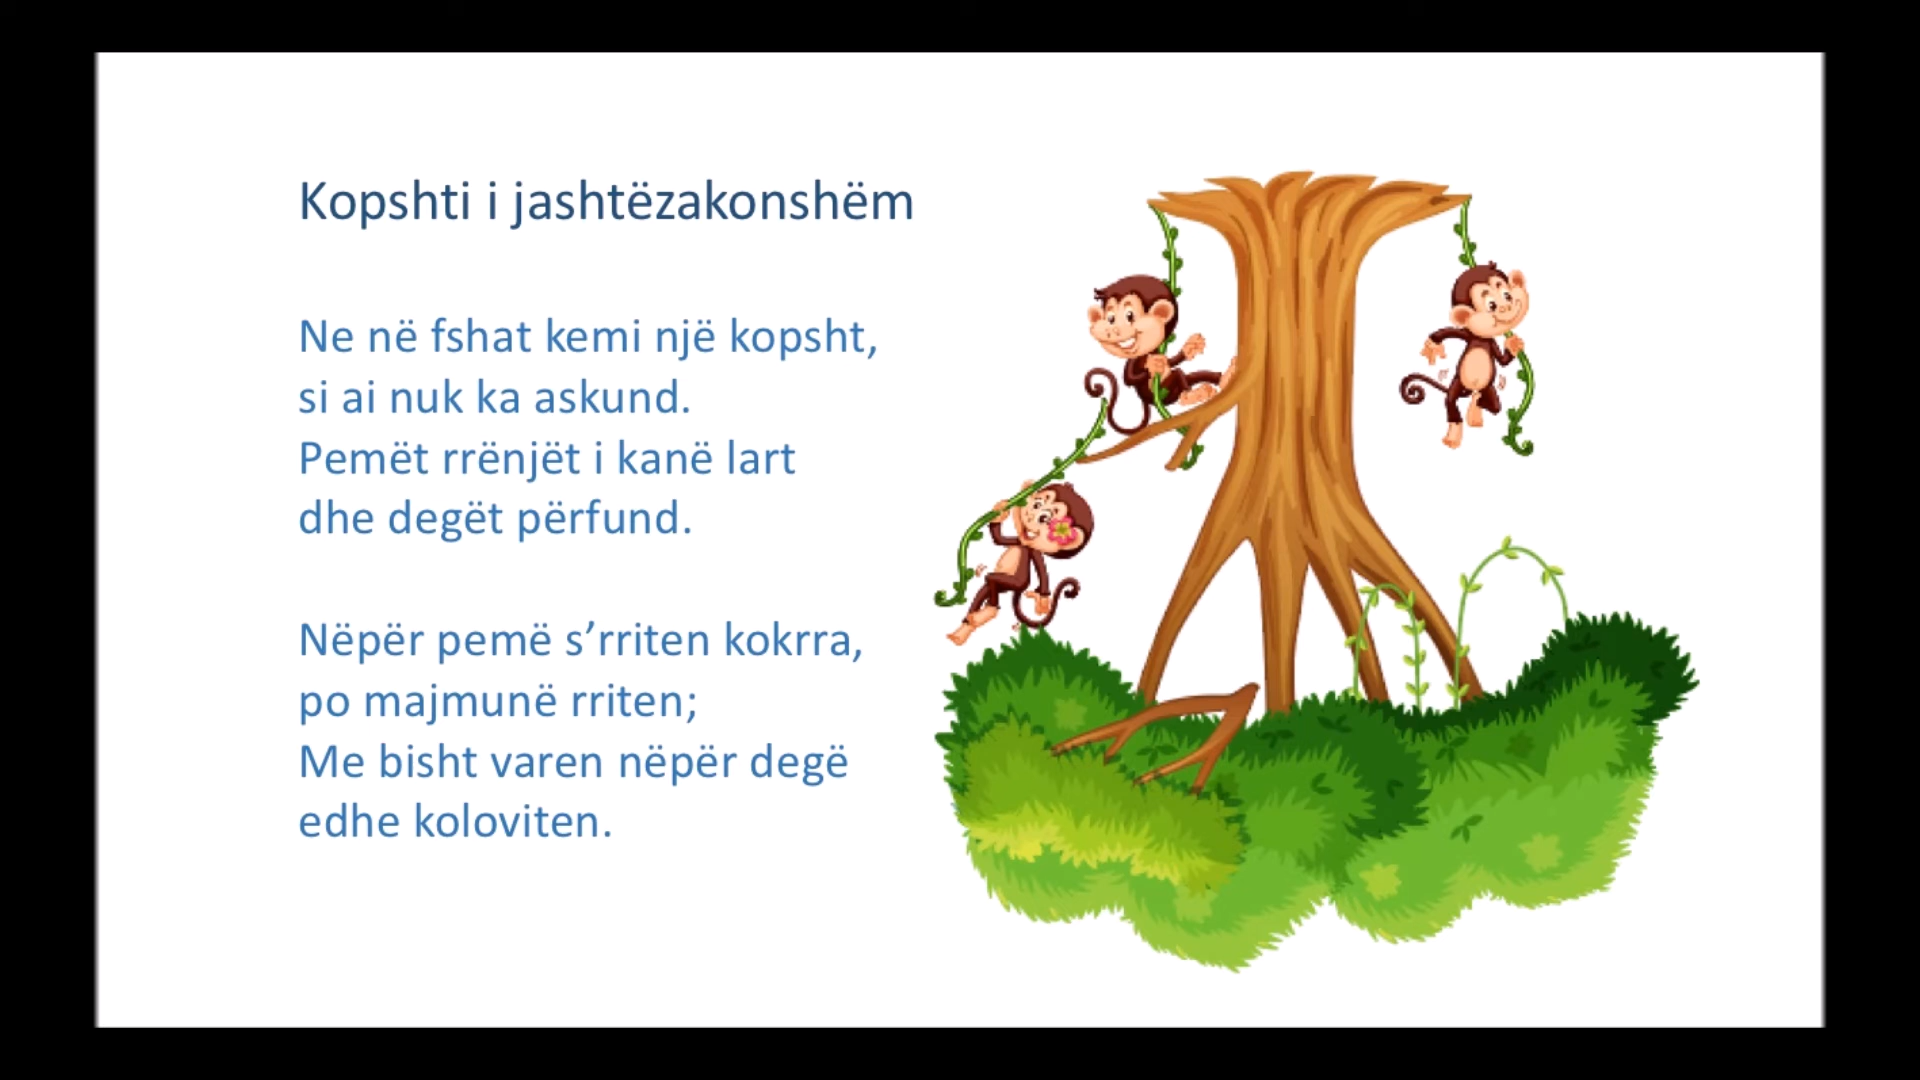 Kopshti i jashtëzakonshëm
Ne në fshat kemi një kopsht,
si ai nuk ka askund.
Pemët rrënjët i kanë lart
dhe degët përfund.
Nëpër pemë s’rriten kokrra,
po majmunë rriten;
Me bisht varen nëpër degë
edhe koloviten.